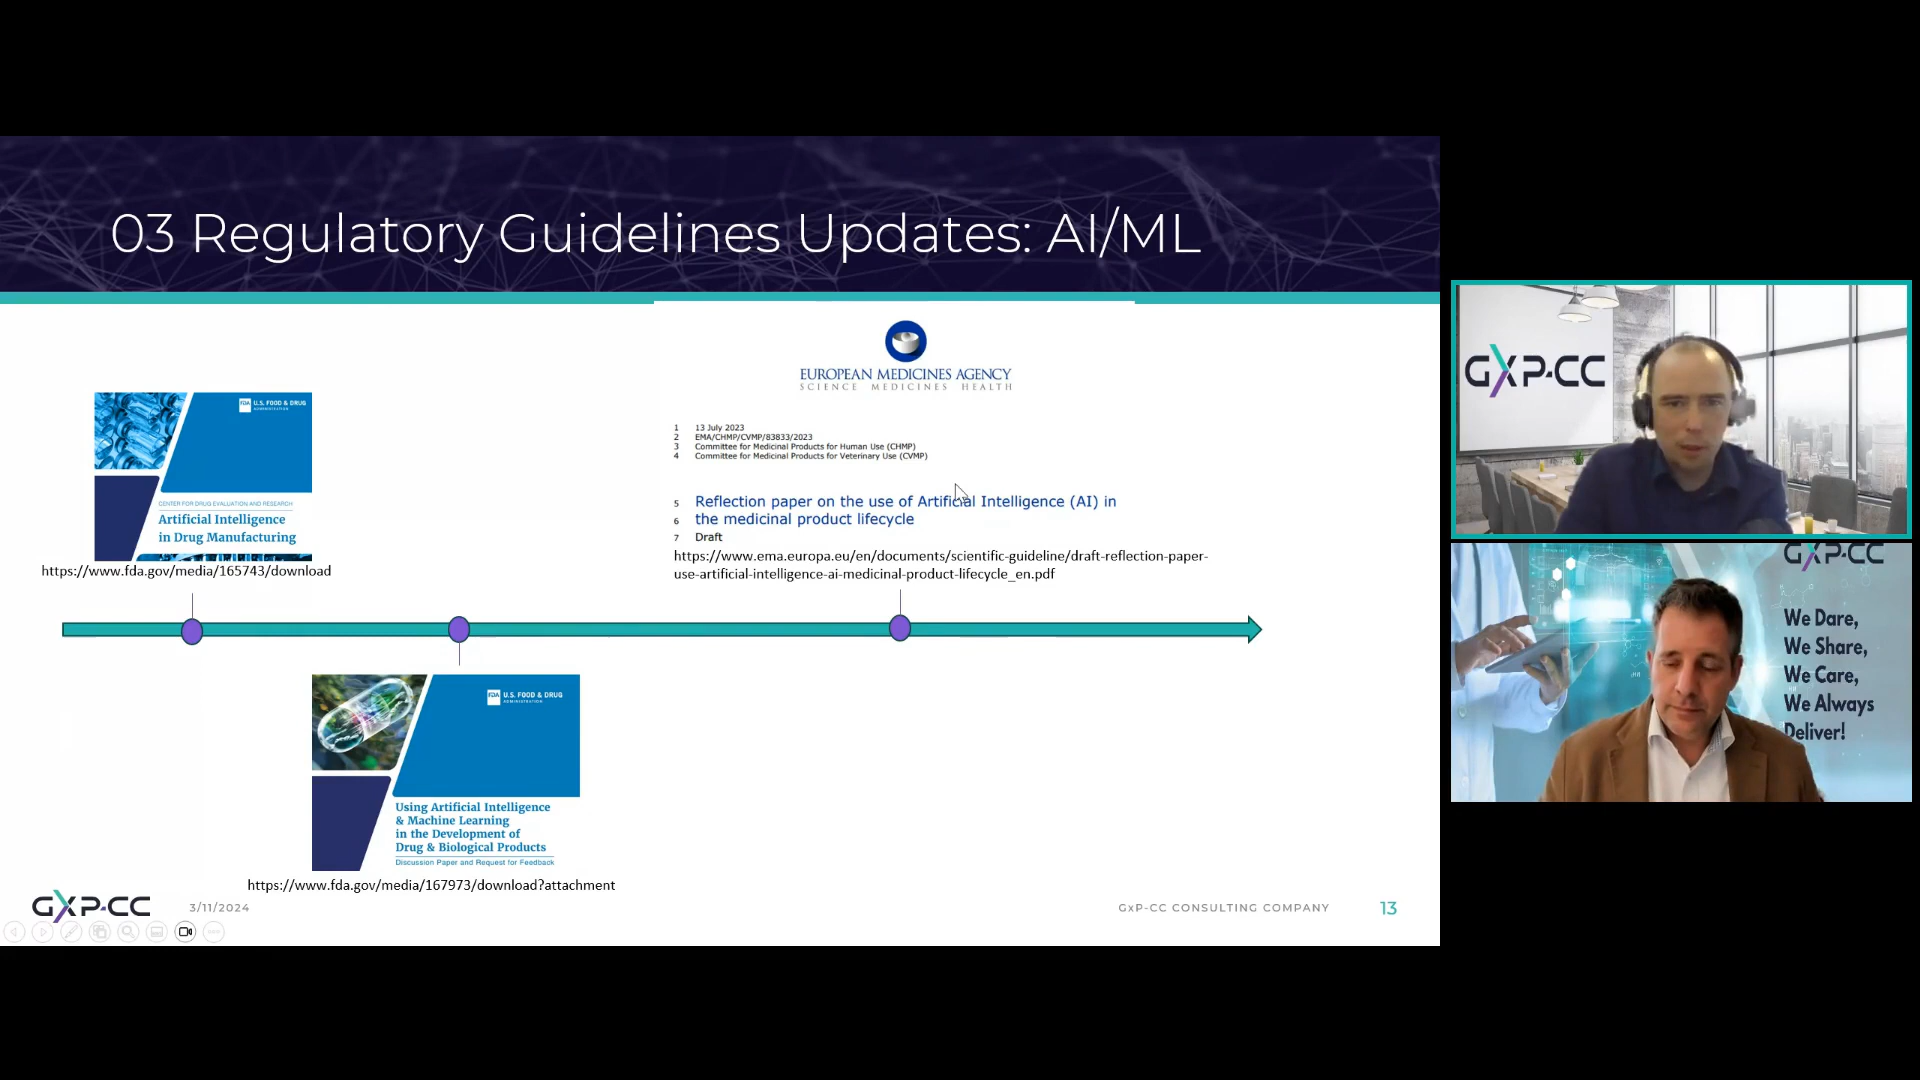 03 Regulatory Guidelines Updates: AI/ML
FDA U.S. FOOD & DRUG
ADMINISTRATION
CENTER FOR DRUG EVALUATION AND RESEARCH
Artificial Intelligence
in Drug Manufacturing
https://www.fda.gov/media/165743/download
EUROPEAN MEDICINES AGENCY
SCIENCE MEDICINES HEALTH
1 13 July 2023
2 EMA/CHMP/CVMP/83833/2023
3 Committee for Medicinal Products for Human Use (CHMP)
4 Committee for Medicinal Products for Veterinary Use (CVMP)
5 Reflection paper on the use of Artificial Intelligence (AI) in
6 the medicinal product lifecycle
7 Draft
https://www.ema.europa.eu/en/documents/scientific-guideline/draft-reflection-paper-
use-artificial-intelligence-ai-medicinal-product-lifecycle_en.pdf
FDA U.S. FOOD & DRUG
ADMINISTRATION
Using Artificial Intelligence
& Machine Learning
in the Development of
Drug & Biological Products
Discussion Paper and Request for Feedback
https://www.fda.gov/media/167973/download?attachment
GXP-CC
3/11/2024
GxP-CC CONSULTING COMPANY
13
GXP-CC
GXP-CC
We Dare,
We Share,
We Care,
We Always
Deliver!